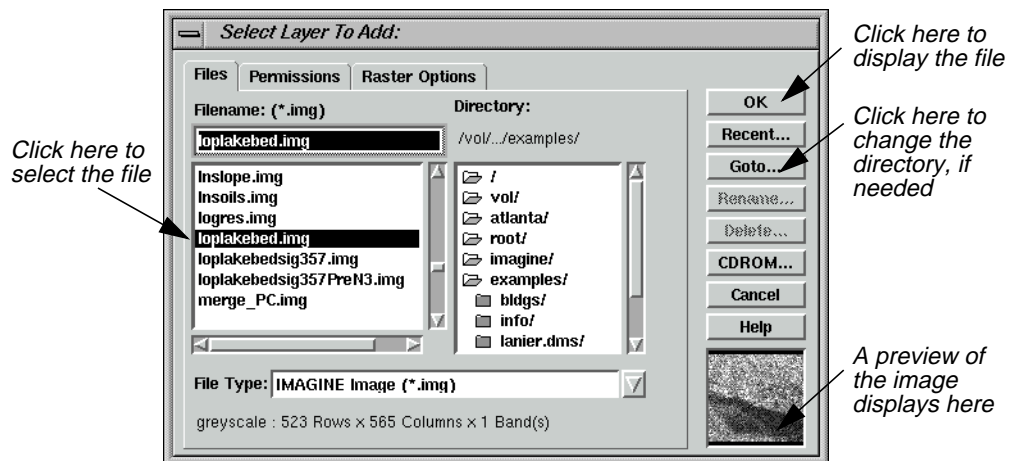 Select Layer To Add:
Files
Permissions
Raster Options
Filename: (*.img)
loplakebed.img
lnslope.img
lnsoils.img
logres.img
loplakebed.img
loplakebedsig357.img
loplakebedsig357PreN3.img
merge_PC.img
Directory:
/vol/.../examples/
/
vol/
atlanta/
root/
imagine/
examples/
bldgs/
info/
lanier.dms/
File Type: IMAGINE Image (*.img)
greyscale : 523 Rows x 565 Columns x 1 Band(s)
OK
Recent...
Goto...
Rename...
Delete...
CDROM...
Cancel
Help
Click here to
select the file
Click here to
display the file
Click here to
change the
directory, if
needed
A preview of
the image
displays here